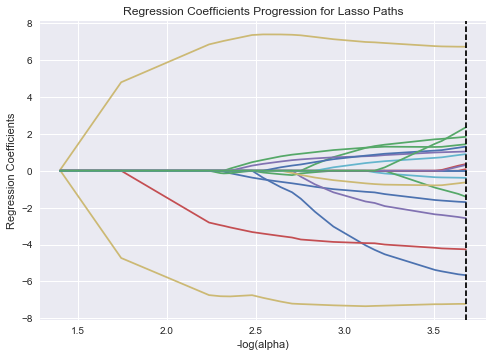 Regression Coefficients Progression for Lasso Paths
8
6
4
2
0
−2
−4
−6
−8
Regression Coefficients
1.5 2.0 2.5 3.0 3.5
-log(alpha)